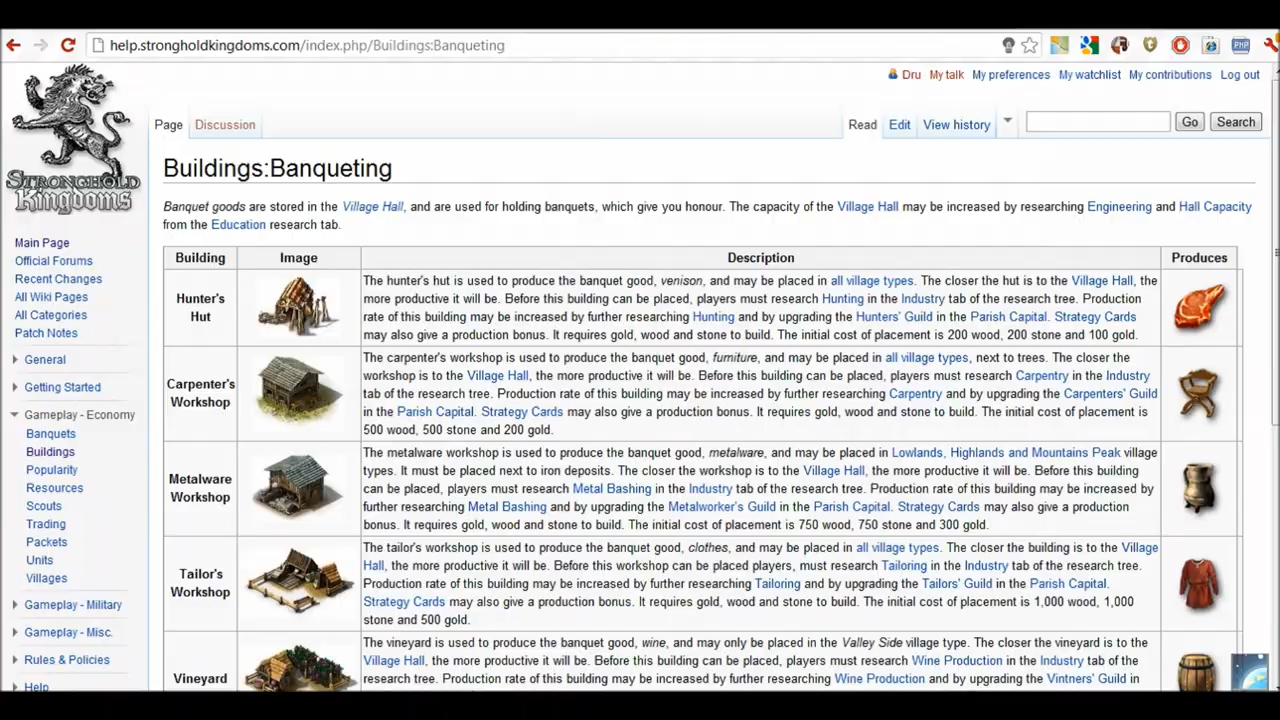 help.strongholdkingdoms.com/index.php/Buildings:Banqueting
PHP
Dru My talk My preferences My watchlist My contributions Log out
STRONGHOLD
Kingdoms
Page Discussion Read Edit View history Go Search
Buildings:Banqueting
Banquet goods are stored in the Village Hall, and are used for holding banquets, which give you honour. The capacity of the Village Hall may be increased by researching Engineering and Hall Capacity
from the Education research tab.
Main Page
Official Forums
Recent Changes
All Wiki Pages
All Categories
Patch Notes
General
Getting Started
Gameplay - Economy
Banquets
Buildings
Popularity
Resources
Scouts
Trading
Packets
Units
Villages
Gameplay - Military
Gameplay - Misc.
Rules & Policies
Help
Building Image Description Produces
Hunter's
Hut
The hunter's hut is used to produce the banquet good, venison, and may be placed in all village types. The closer the hut is to the Village Hall, the
more productive it will be. Before this building can be placed, players must research Hunting in the Industry tab of the research tree. Production
rate of this building may be increased by further researching Hunting and by upgrading the Hunters' Guild in the Parish Capital. Strategy Cards
may also give a production bonus. It requires gold, wood and stone to build. The initial cost of placement is 200 wood, 200 stone and 100 gold.
Carpenter's
Workshop
The carpenter's workshop is used to produce the banquet good, furniture, and may be placed in all village types, next to trees. The closer the
workshop is to the Village Hall, the more productive it will be. Before this building can be placed, players must research Carpentry in the Industry
tab of the research tree. Production rate of this building may be increased by further researching Carpentry and by upgrading the Carpenters' Guild
in the Parish Capital. Strategy Cards may also give a production bonus. It requires gold, wood and stone to build. The initial cost of placement is
500 wood, 500 stone and 200 gold.
Metalware
Workshop
The metalware workshop is used to produce the banquet good, metalware, and may be placed in Lowlands, Highlands and Mountains Peak village
types. It must be placed next to iron deposits. The closer the workshop is to the Village Hall, the more productive it will be. Before this building
can be placed, players must research Metal Bashing in the Industry tab of the research tree. Production rate of this building may be increased by
further researching Metal Bashing and by upgrading the Metalworker's Guild in the Parish Capital. Strategy Cards may also give a production
bonus. It requires gold, wood and stone to build. The initial cost of placement is 750 wood, 750 stone and 300 gold.
Tailor's
Workshop
The tailor's workshop is used to produce the banquet good, clothes, and may be placed in all village types. The closer the building is to the Village
Hall, the more productive it will be. Before this workshop can be placed players, must research Tailoring in the Industry tab of the research tree.
Production rate of this building may be increased by further researching Tailoring and by upgrading the Tailors' Guild in the Parish Capital.
Strategy Cards may also give a production bonus. It requires gold, wood and stone to build. The initial cost of placement is 1,000 wood, 1,000
stone and 500 gold.
Vineyard
The vineyard is used to produce the banquet good, wine, and may only be placed in the Valley Side village type. The closer the vineyard is to the
Village Hall, the more productive it will be. Before this building can be placed, players must research Wine Production in the Industry tab of the
research tree. Production rate of this building may be increased by further researching Wine Production and by upgrading the Vintners' Guild in